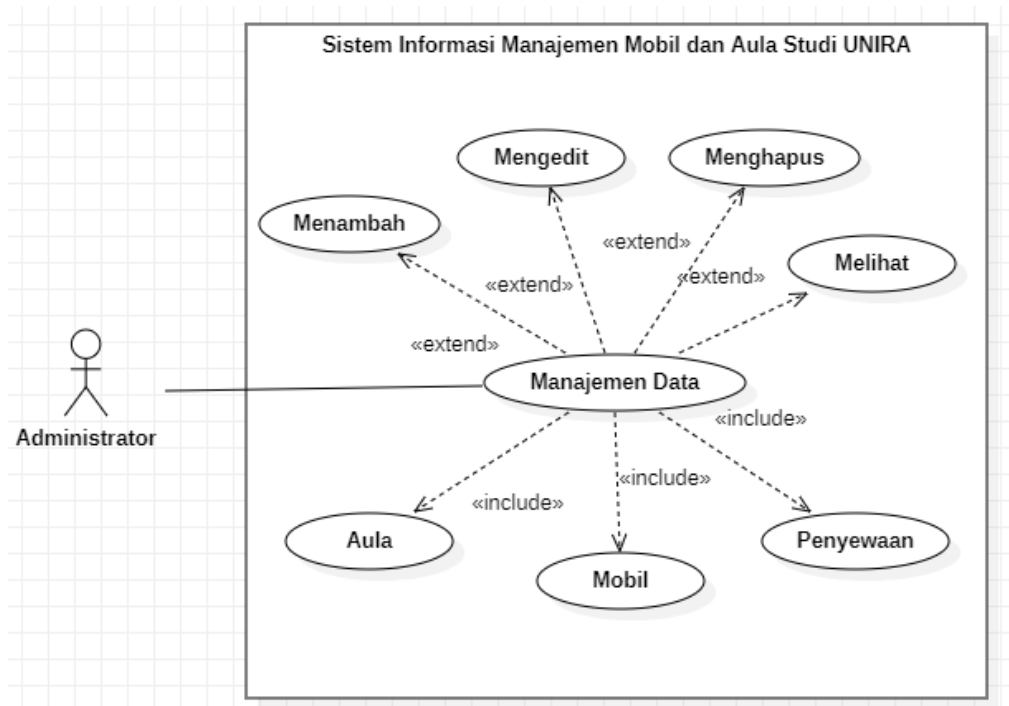 Sistem Informasi Manajemen Mobil dan Aula Studi UNIRA
Mengedit
Menghapus
Menambah
«extend»
Melihat
«extend»
«extend»
«extend»
Manajemen Data
«include»
Administrator
«include»
«include»
Aula
Penyewaan
Mobil